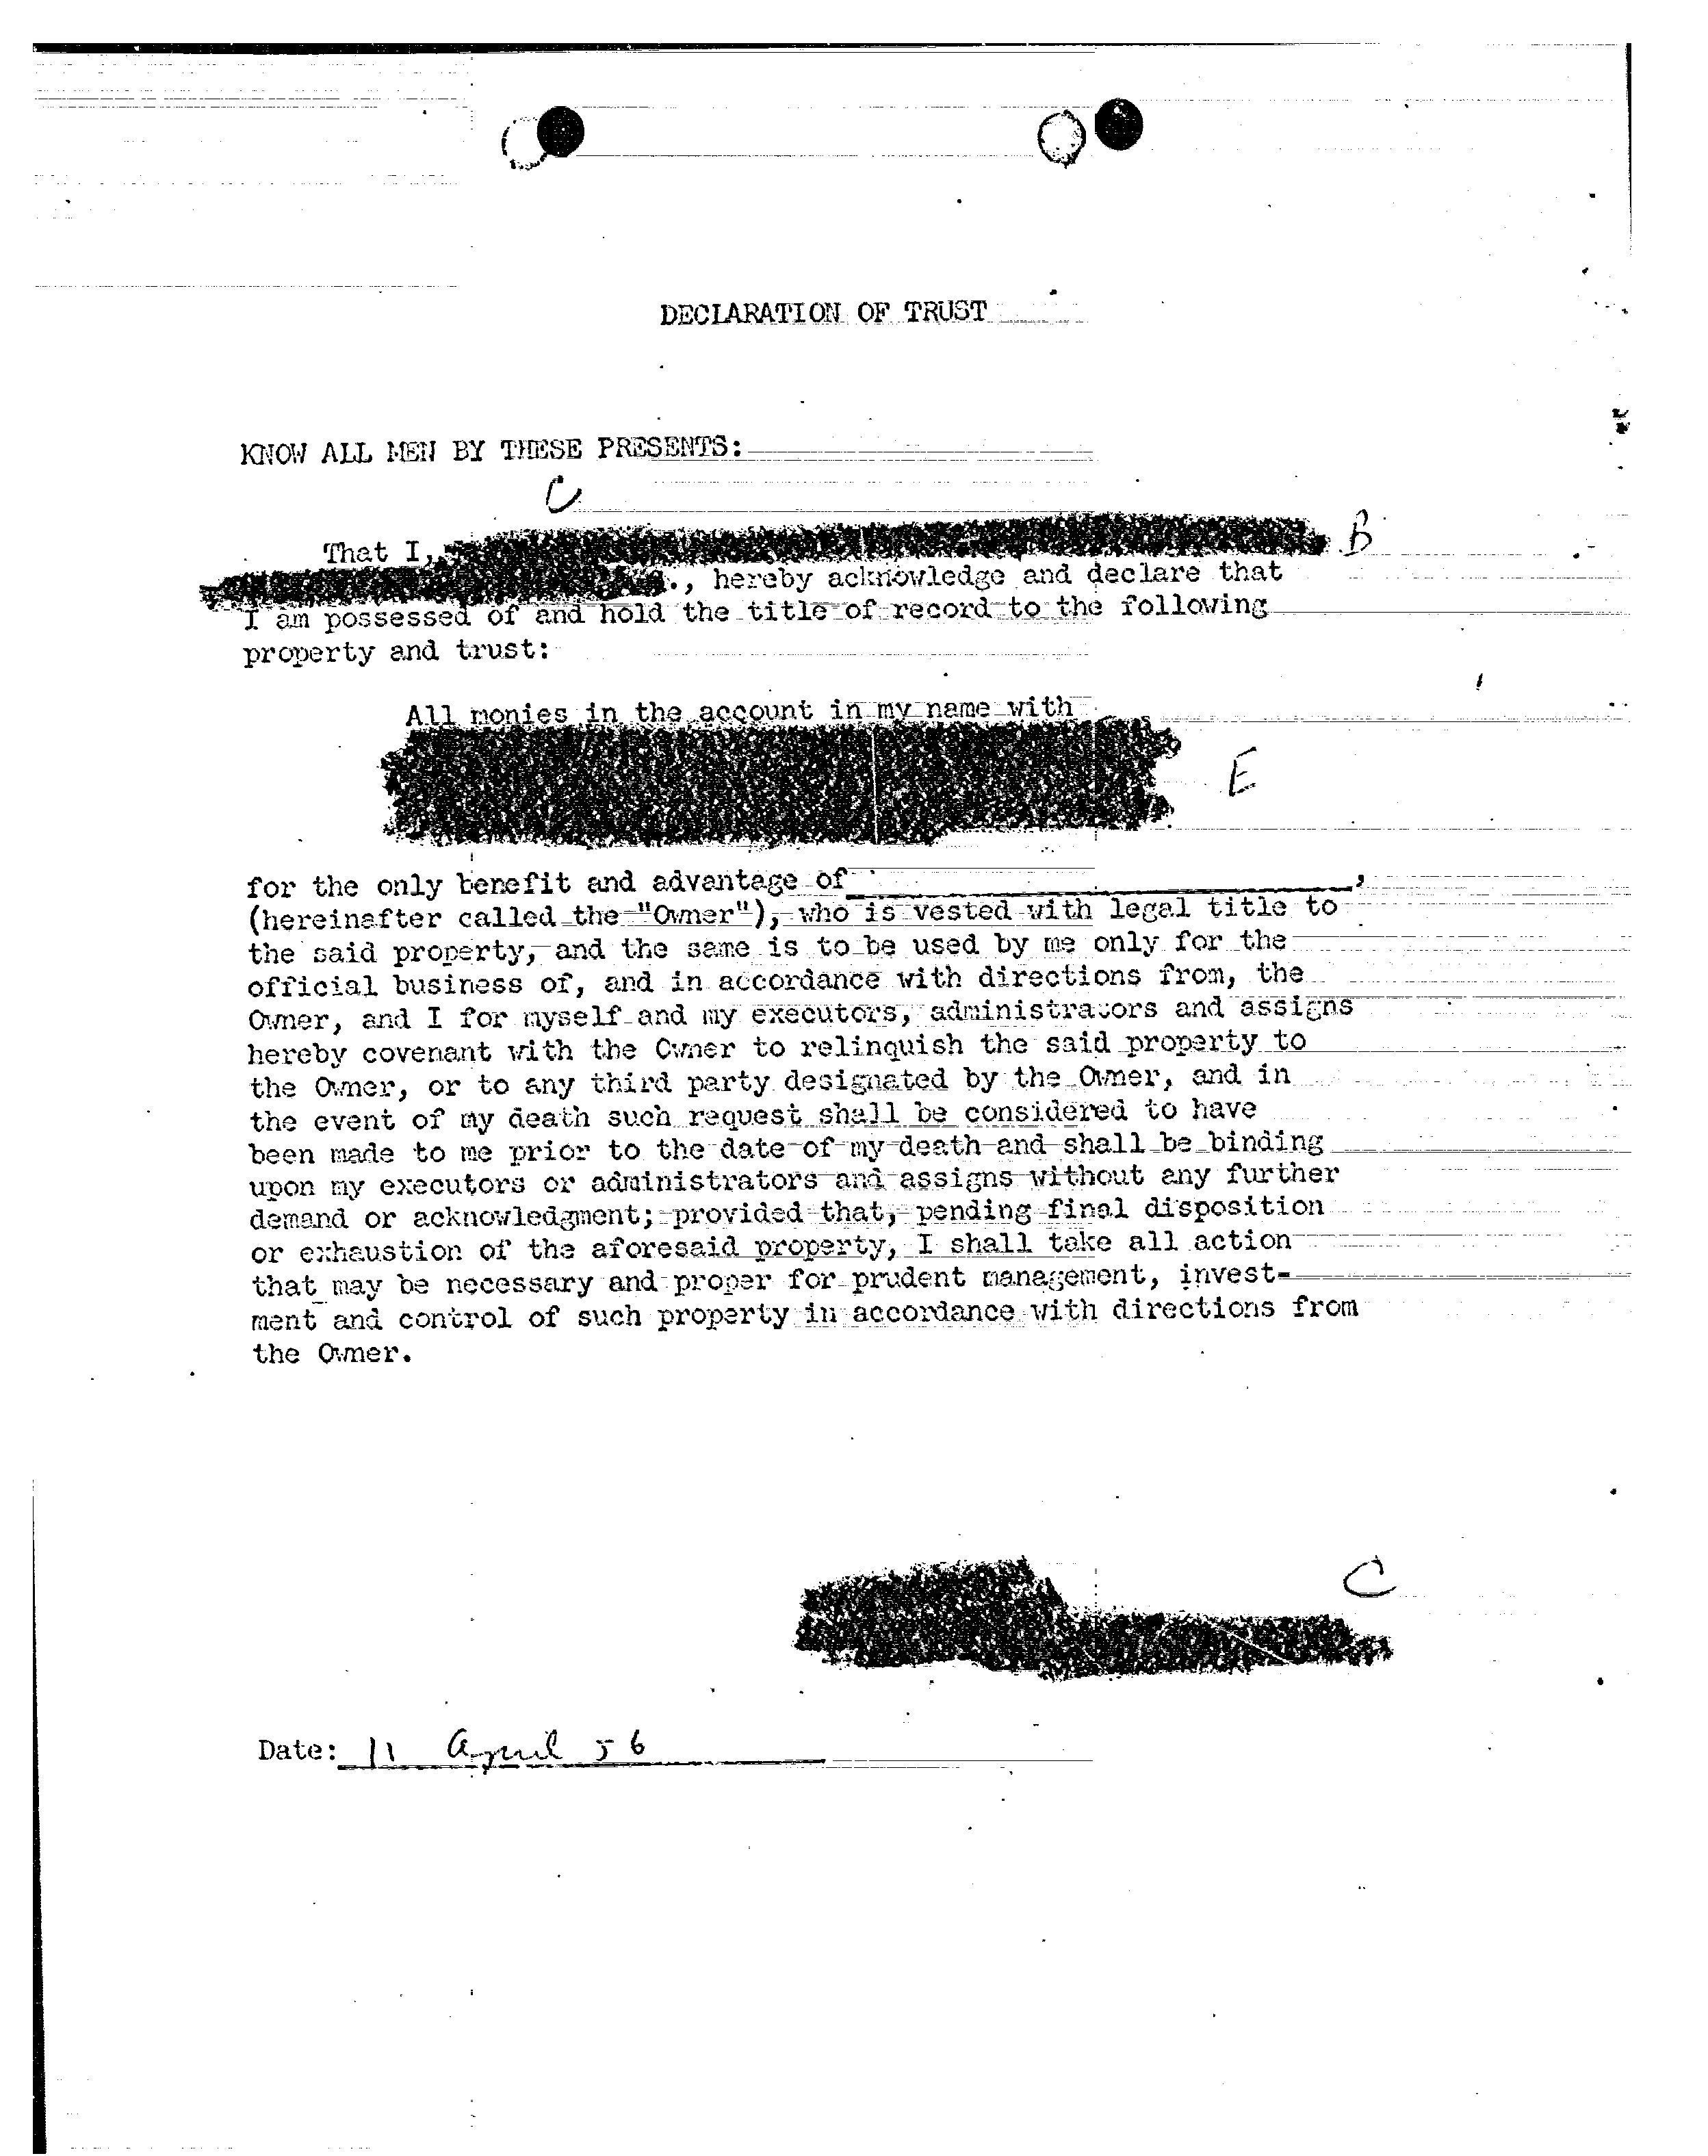 DECLARATION OF TRUST
KNOW ALL MEN BY THESE PRESENTS:
C
That I, B
., hereby acknowledge and declare that
I am possessed of and hold the title of record to the following
property and trust:
All monies in the account in my name with
E
for the only benefit and advantage of ,
(hereinafter called the "Owner"), who is vested with legal title to
the said property, and the same is to be used by me only for the
official business of, and in accordance with directions from, the
Owner, and I for myself and my executors, administrators and assigns
hereby covenant with the Owner to relinquish the said property to
the Owner, or to any third party designated by the Owner, and in
the event of my death such request shall be considered to have
been made to me prior to the date of my death and shall be binding
upon my executors or administrators and assigns without any further
demand or acknowledgment; provided that, pending final disposition
or exhaustion of the aforesaid property, I shall take all action
that may be necessary and proper for prudent management, invest-
ment and control of such property in accordance with directions from
the Owner.
C
Date: 11 April 56